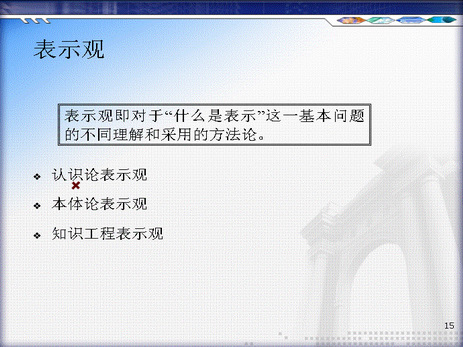 表示观
表示观即对于“什么是表示”这一基本问题
的不同理解和采用的方法论。
认识论表示观
本体论表示观
知识工程表示观
15